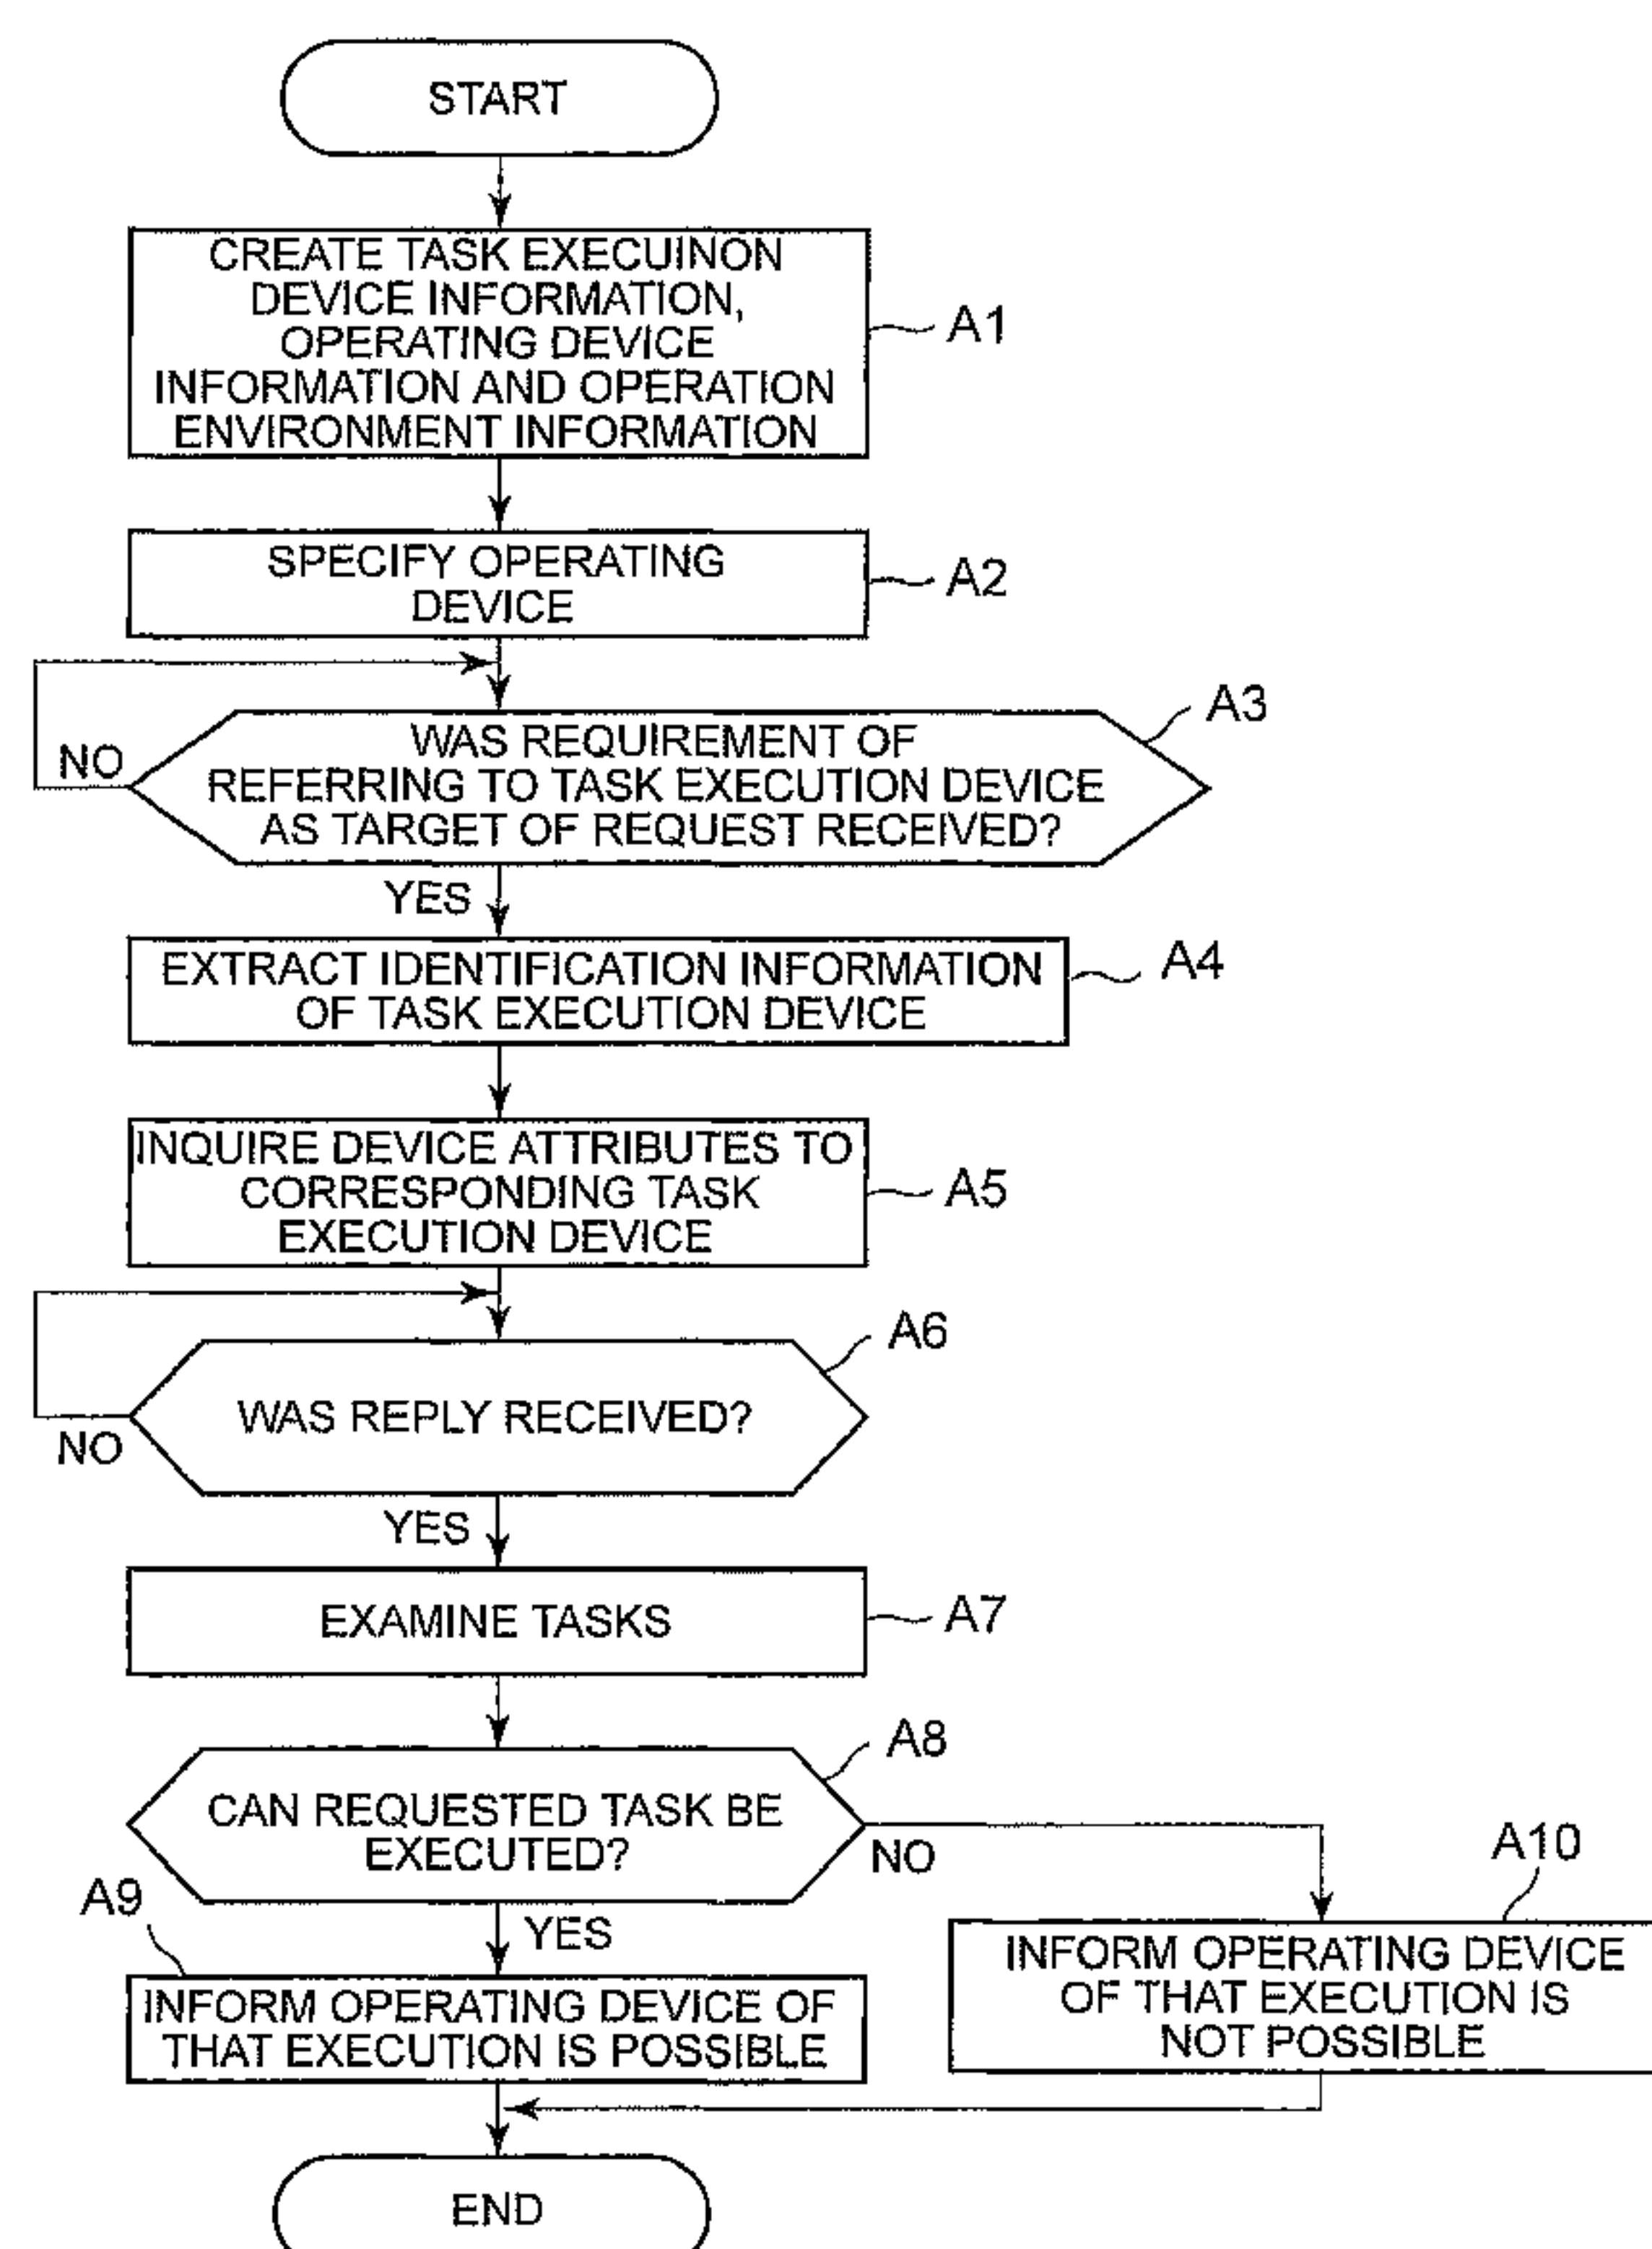 START
CREATE TASK EXECUINON
DEVICE INFORMATION,
OPERATING DEVICE
INFORMATION AND OPERATION
ENVIRONMENT INFORMATION
A1
SPECIFY OPERATING
DEVICE
A2
A3
WAS REQUIREMENT OF
REFERRING TO TASK EXECUTION DEVICE
AS TARGET OF REQUEST RECEIVED?
NO
YES
EXTRACT IDENTIFICATION INFORMATION
OF TASK EXECUTION DEVICE
A4
INQUIRE DEVICE ATTRIBUTES TO
CORRESPONDING TASK
EXECUTION DEVICE
A5
A6
WAS REPLY RECEIVED?
NO
YES
EXAMINE TASKS
A7
A8
CAN REQUESTED TASK BE
EXECUTED?
NO
A10
A9
YES
INFORM OPERATING DEVICE OF
THAT EXECUTION IS POSSIBLE
INFORM OPERATING DEVICE
OF THAT EXECUTION IS
NOT POSSIBLE
END